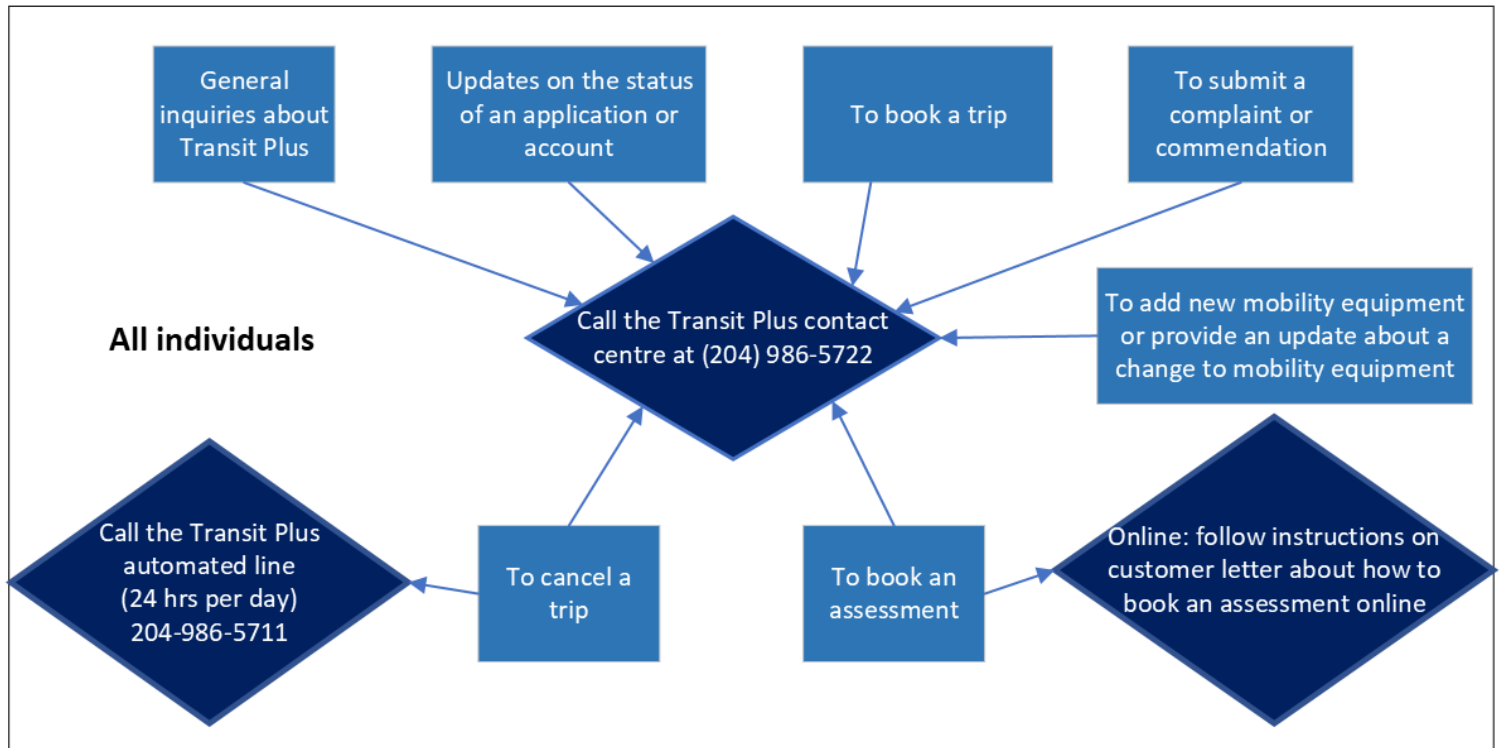 General
inquiries about
Transit Plus
Updates on the status
of an application or
account
To book a trip
To submit a
complaint or
commendation
All individuals
Call the Transit Plus contact
centre at (204) 986-5722
To add new mobility equipment
or provide an update about a
change to mobility equipment
Call the Transit Plus
automated line
(24 hrs per day)
204-986-5711
To cancel a
trip
To book an
assessment
Online: follow instructions on
customer letter about how to
book an assessment online